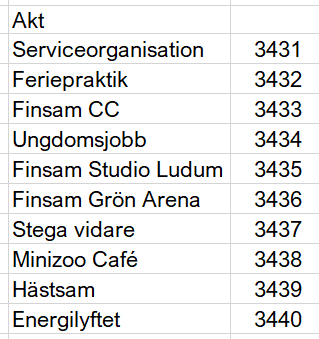 Akt
Serviceorganisation 3431
Feriepraktik 3432
Finsam CC 3433
Ungdomsjobb 3434
Finsam Studio Ludum 3435
Finsam Grön Arena 3436
Stega vidare 3437
Minizoo Café 3438
Hästsam 3439
Energilyftet 3440